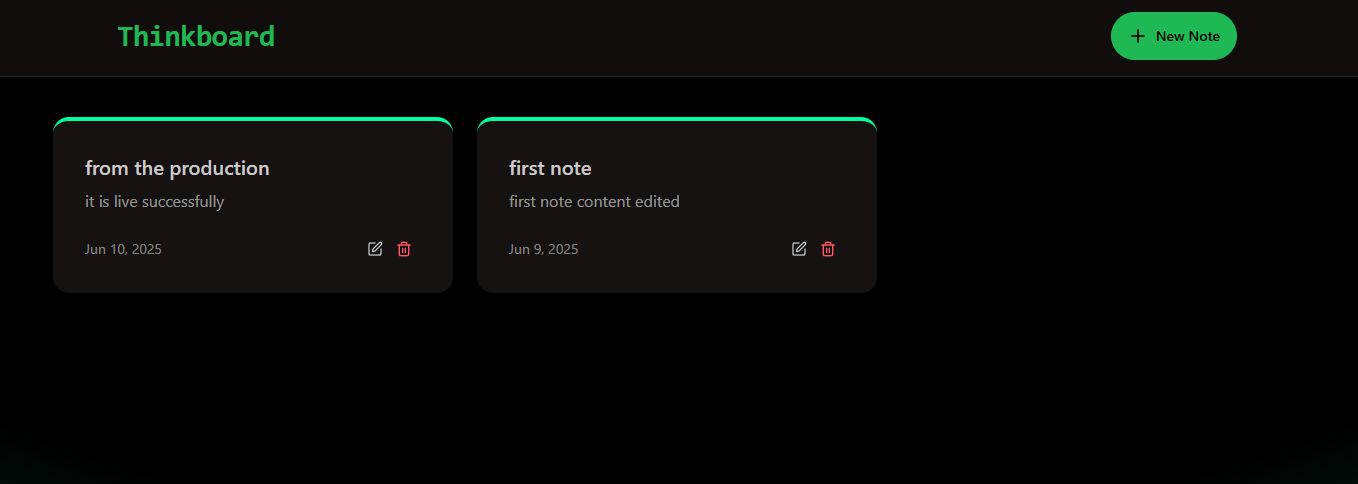 Thinkboard
New Note
from the production
it is live successfully
Jun 10, 2025
first note
first note content edited
Jun 9, 2025